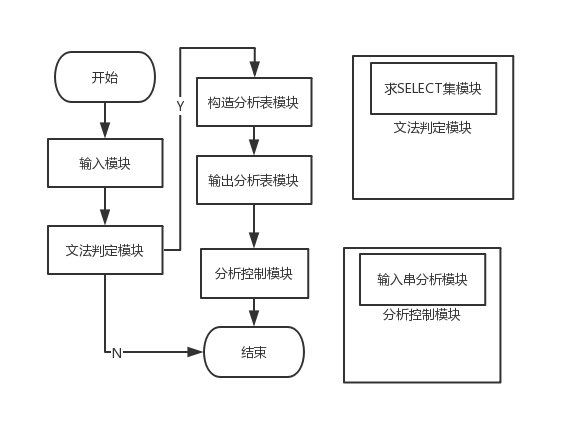 开始
输入模块
文法判定模块
Y
N
构造分析表模块
输出分析表模块
分析控制模块
结束
求SELECT集模块
文法判定模块
输入串分析模块
分析控制模块